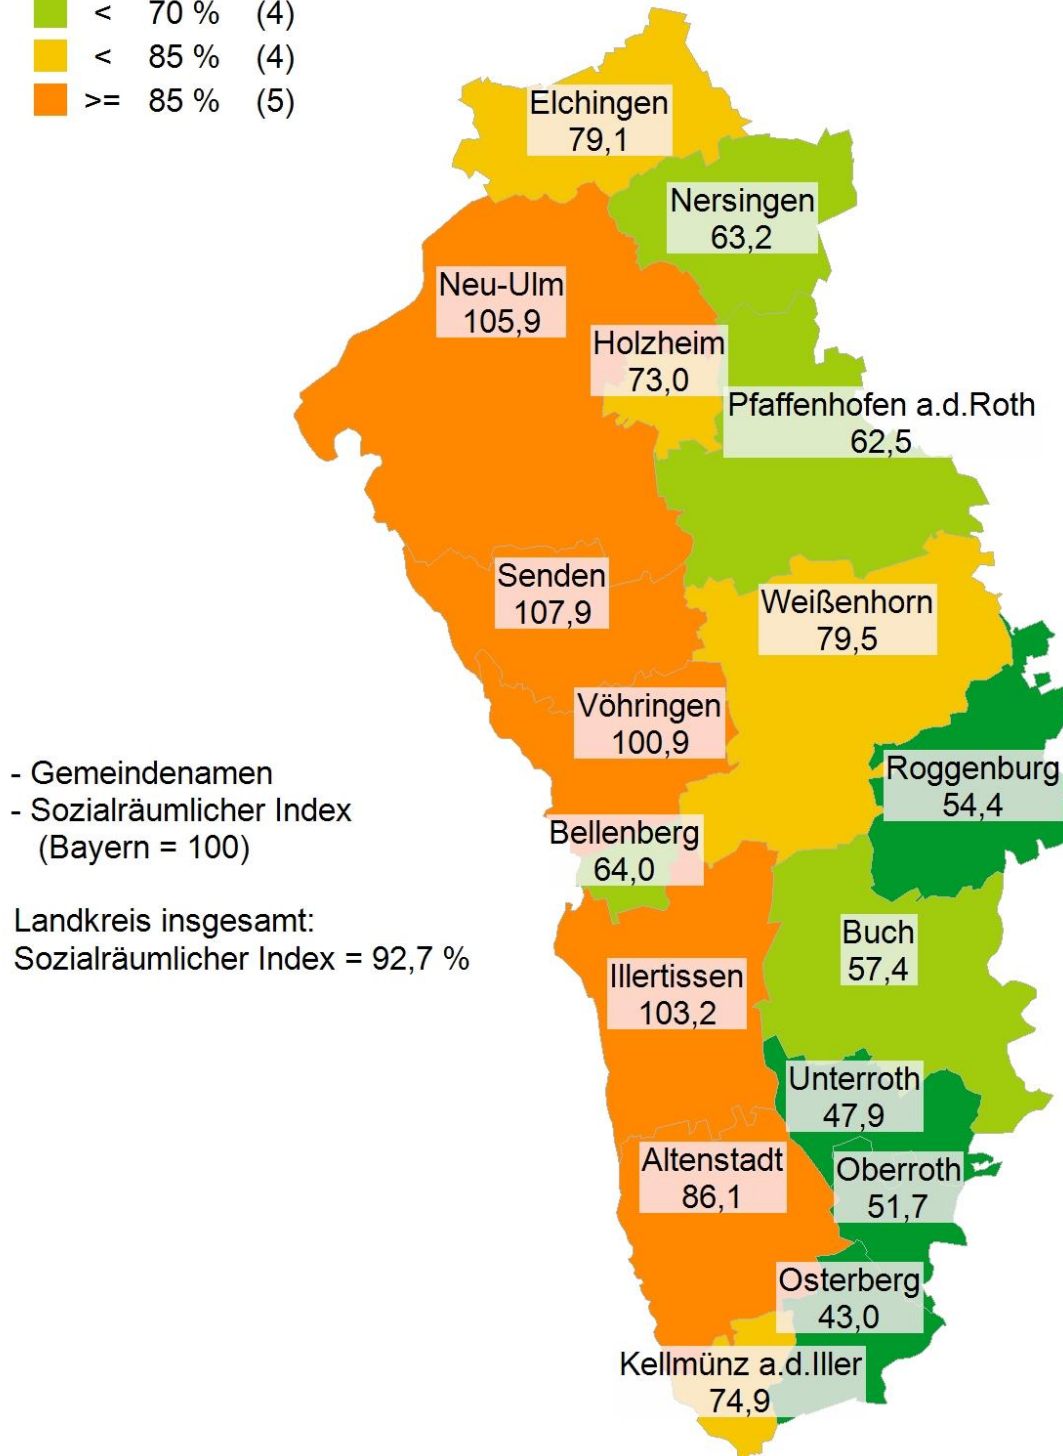 < 70 % (4)
< 85 % (4)
>= 85 % (5)
Elchingen
79,1
Nersingen
63,2
Neu-Ulm
105,9
Holzheim
73,0
Pfaffenhofen a.d.Roth
62,5
Senden
107,9
Weißenhorn
79,5
Vöhringen
100,9
- Gemeindenamen
- Sozialräumlicher Index
(Bayern = 100)
Roggenburg
54,4
Bellenberg
64,0
Landkreis insgesamt:
Sozialräumlicher Index = 92,7 %
Buch
57,4
Illertissen
103,2
Unterroth
47,9
Altenstadt
86,1
Oberroth
51,7
Osterberg
43,0
Kellmünz a.d.Iller
74,9